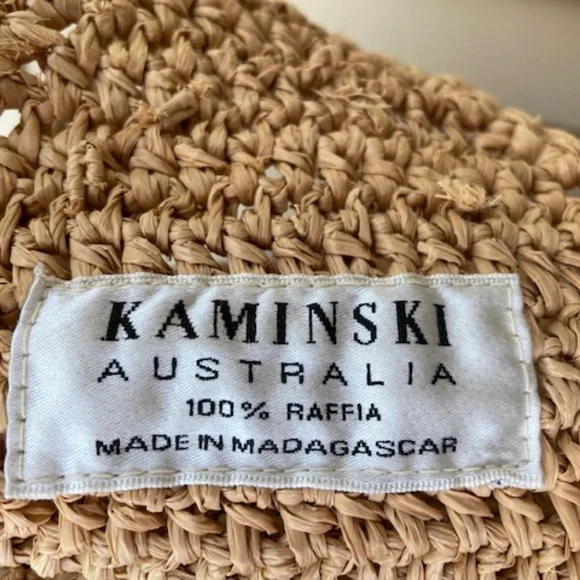 KAMINSKI
AUSTRALIA
100% RAFFIA
MADE IN MADAGASCAR